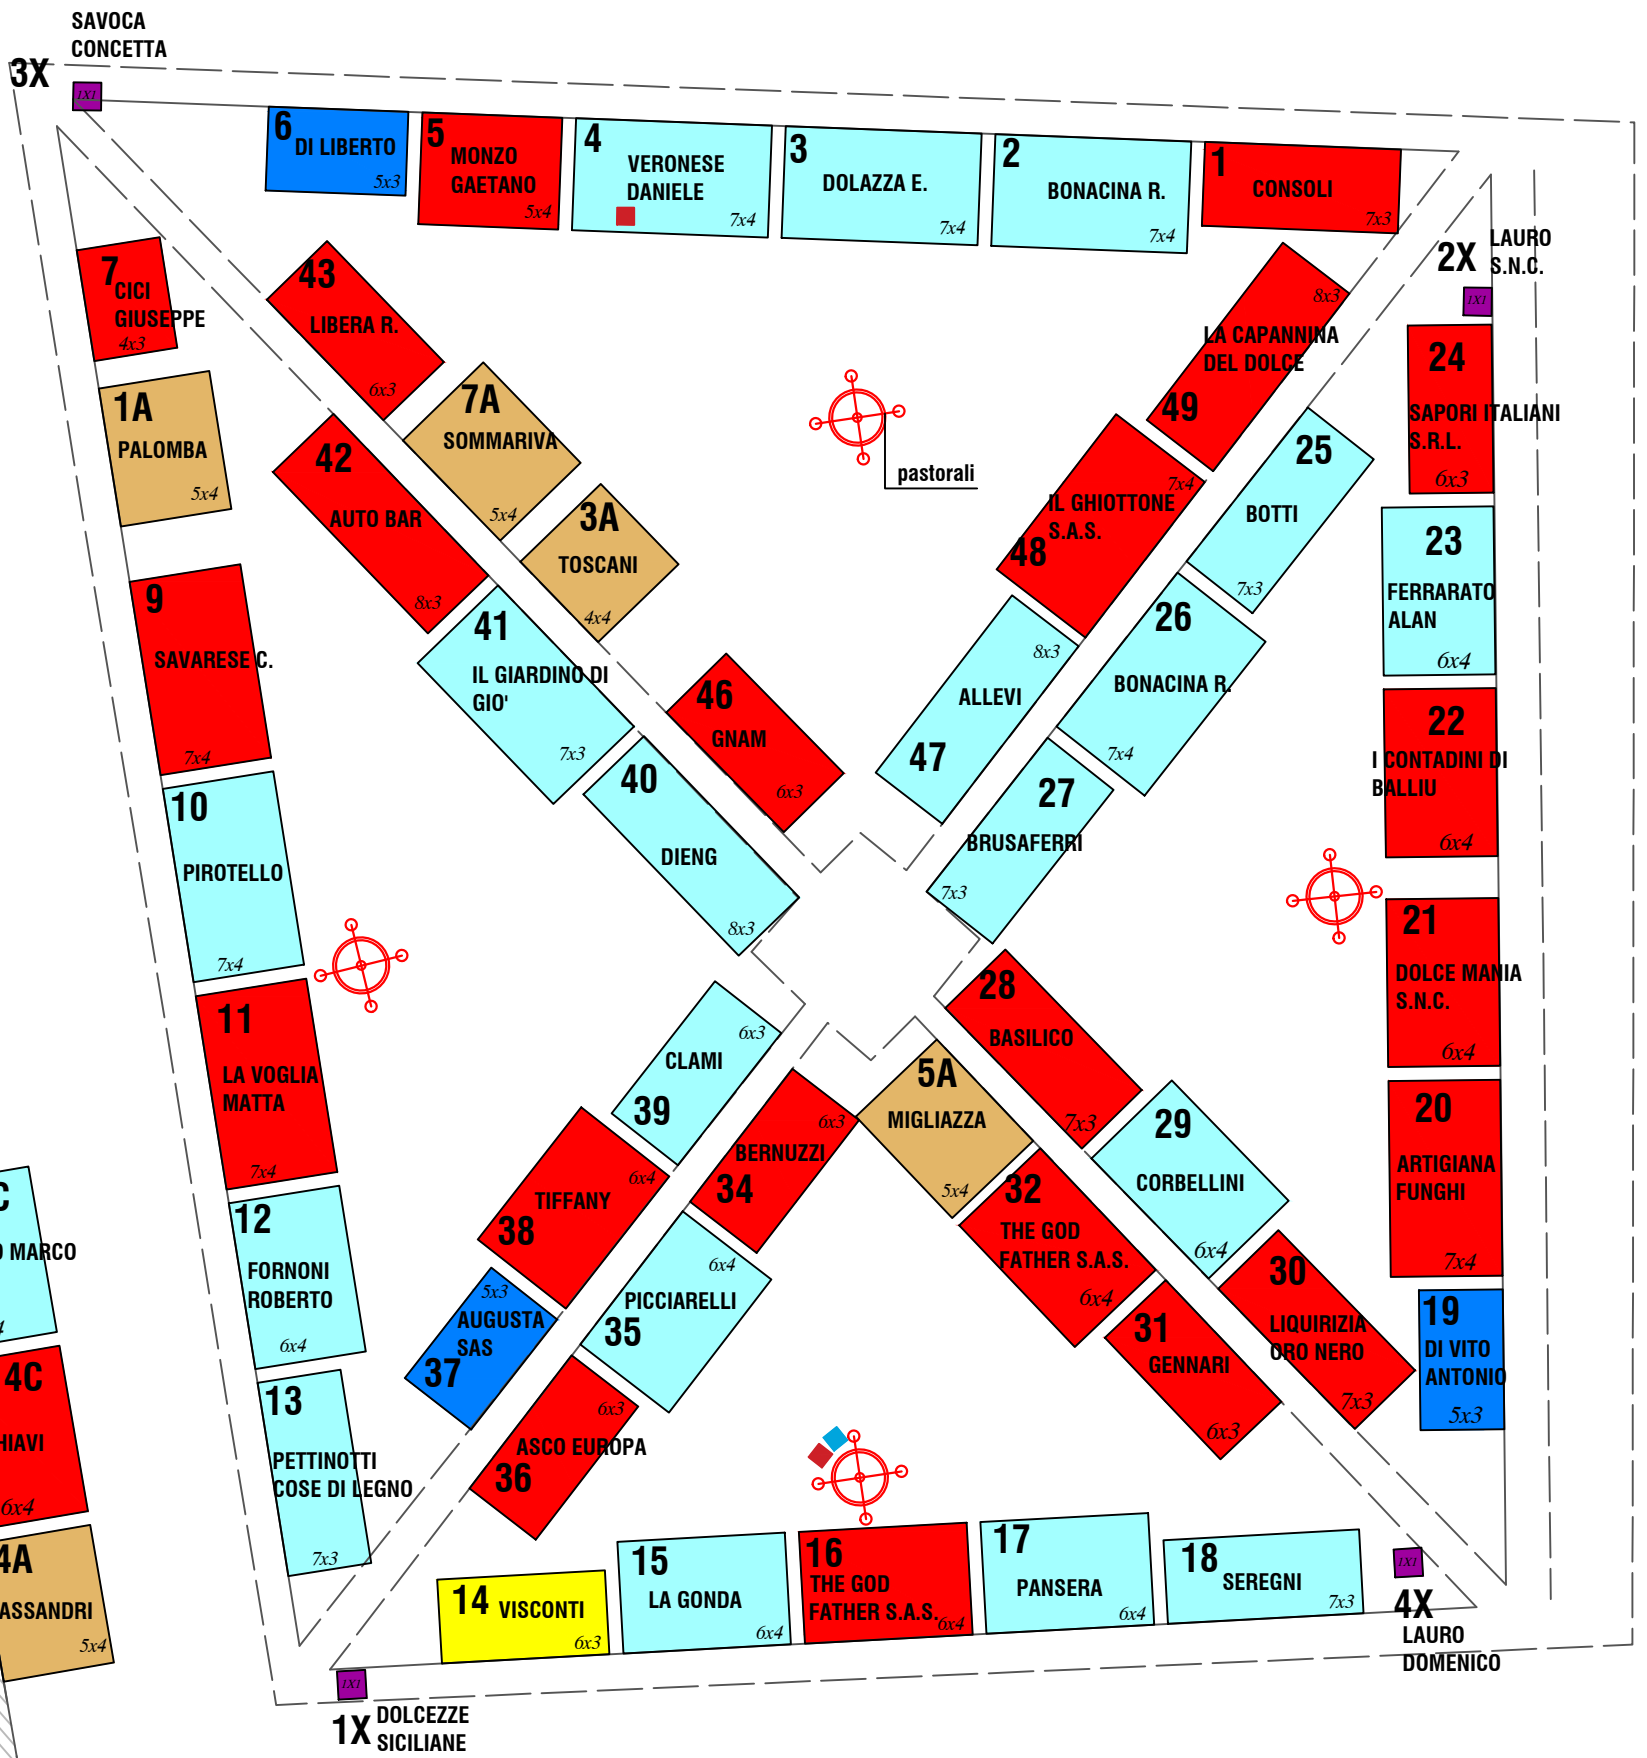 SAVOCA
CONCETTA
3X
1X1
6
DI LIBERTO
5x3
5
MONZO
GAETANO
5x4
4
VERONESE
DANIELE
7x4
3
DOLAZZA E.
7x4
2
BONACINA R.
7x4
1
CONSOLI
7x3
2X
LAURO
S.N.C.
1X1
7
CICI
GIUSEPPE
4x3
43
LIBERA R.
6x3
8x3
LA CAPANNINA
DEL DOLCE
49
24
SAPORI ITALIANI
S.R.L.
6x3
1A
PALOMBA
5x4
7A
SOMMARIVA
5x4
pastorali
42
AUTO BAR
8x3
3A
TOSCANI
4x4
7x4
IL GHIOTTONE
S.A.S.
48
25
BOTTI
7x3
23
FERRARATO
ALAN
6x4
9
SAVARESE C.
7x4
41
IL GIARDINO DI
GIO'
7x3
46
GNAM
6x3
8x3
ALLEVI
47
26
BONACINA R.
7x4
22
I CONTADINI DI
BALLIU
6x4
10
PIROTELLO
7x4
40
DIENG
8x3
27
BRUSAFERRI
7x3
21
DOLCE MANIA
S.N.C.
6x4
11
LA VOGLIA
MATTA
7x4
6x3
CLAMI
39
28
BASILICO
7x3
5A
MIGLIAZZA
5x4
6x3
BERNUZZI
34
29
CORBELLINI
6x4
20
ARTIGIANA
FUNGHI
7x4
C
O MARCO
4
12
FORNONI
ROBERTO
6x4
6x4
TIFFANY
38
32
THE GOD
FATHER S.A.S.
6x4
6x4
PICCIARELLI
35
30
LIQUIRIZIA
ORO NERO
7x3
19
DI VITO
ANTONIO
5x3
5x3
AUGUSTA
SAS
37
31
GENNARI
6x3
4C
HIAVI
6x4
13
PETTINOTTI
COSE DI LEGNO
7x3
6x3
ASCO EUROPA
36
4A
ASSANDRI
5x4
14 VISCONTI
6x3
15
LA GONDA
6x4
16
THE GOD
FATHER S.A.S.
6x4
17
PANSERA
6x4
18
SEREGNI
7x3
1X1
4X
LAURO
DOMENICO
1X1
1X
DOLCEZZE
SICILIANE